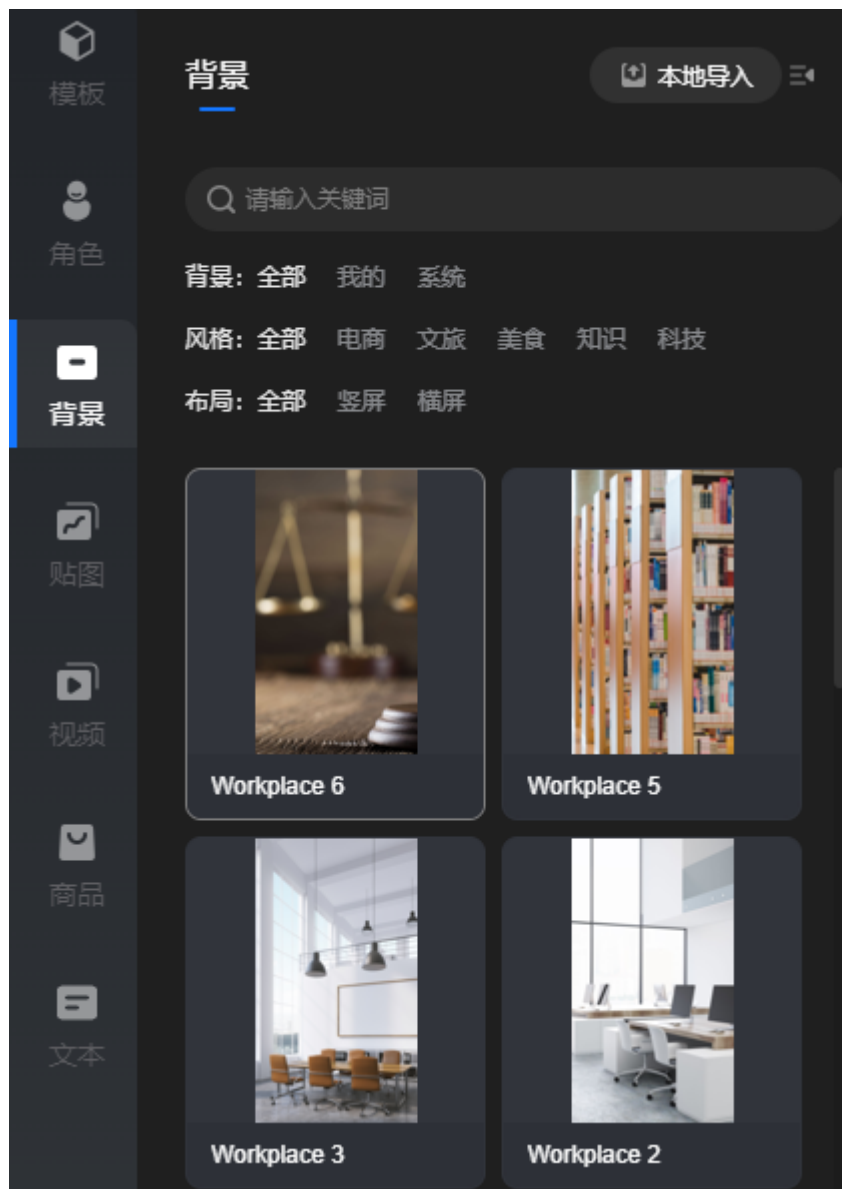 模板
角色
背景
贴图
视频
商品
文本
背景
本地导入
请输入关键词
背景：全部 我的 系统
风格：全部 电商 文旅 美食 知识 科技
布局：全部 竖屏 横屏
Workplace 6
Workplace 5
Workplace 3
Workplace 2